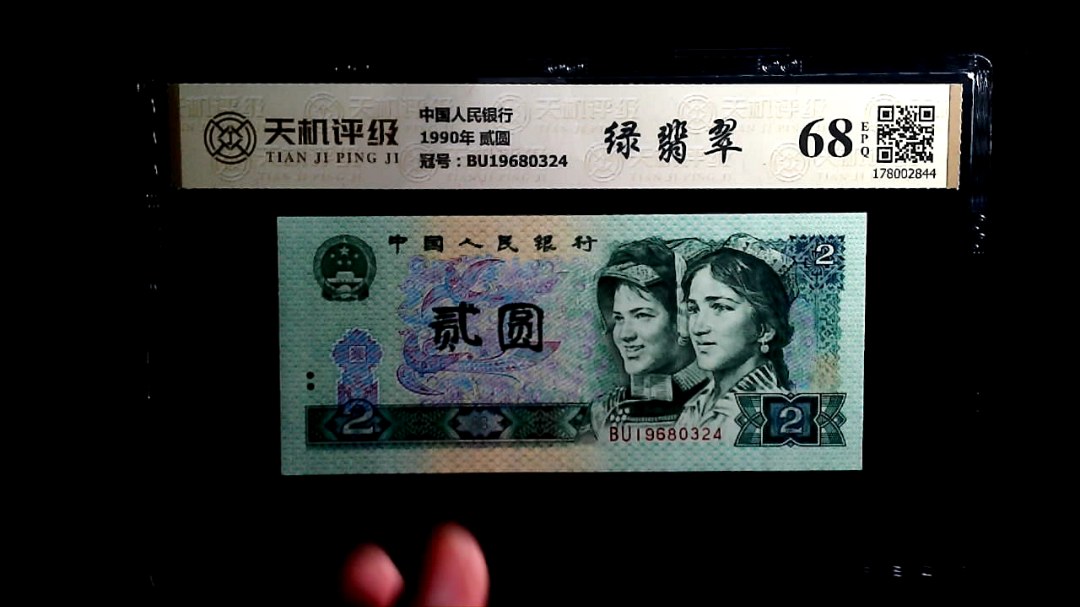 天机评级
TIAN JI PING JI
中国人民银行
1990年 贰圆
冠号：BU19680324
绿翡翠
68
EPQ
178002844
中国人民银行
2
贰圆
2
BU19680324
2